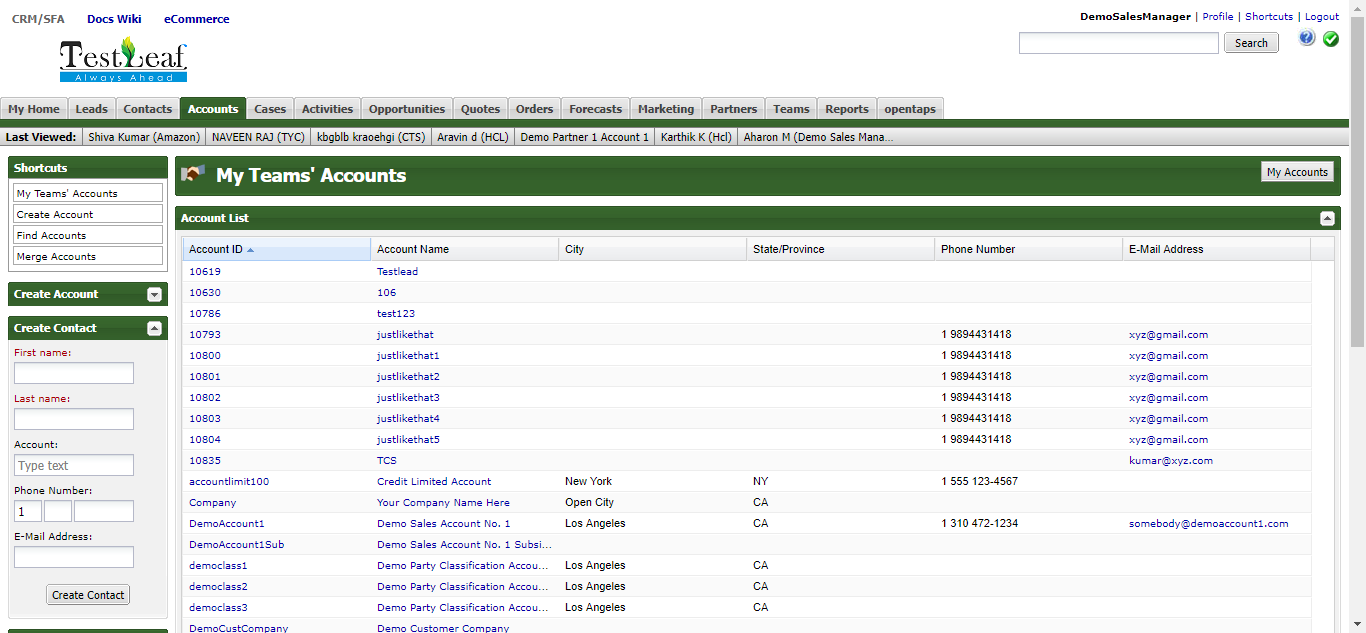 CRM/SFA Docs Wiki eCommerce
DemoSalesManager | Profile | Shortcuts | Logout
TestLeaf
Always Ahead
Search
My Home Leads Contacts Accounts Cases Activities Opportunities Quotes Orders Forecasts Marketing Partners Teams Reports opentaps
Last Viewed: Shiva Kumar (Amazon) NAVEEN RAJ (TYC) kbgblb kraoehgi (CTS) Aravin d (HCL) Demo Partner 1 Account 1 Karthik K (Hcl) Aharon M (Demo Sales Mana...
Shortcuts
My Teams' Accounts
Create Account
Find Accounts
Merge Accounts
Create Account
Create Contact
First name:
Last name:
Account:
Type text
Phone Number:
1
E-Mail Address:
Create Contact
My Teams' Accounts
My Accounts
Account List
Account ID Account Name City State/Province Phone Number E-Mail Address
10619 Testlead
10630 106
10786 test123
10793 justlikethat 1 9894431418 xyz@gmail.com
10800 justlikethat1 1 9894431418 xyz@gmail.com
10801 justlikethat2 1 9894431418 xyz@gmail.com
10802 justlikethat3 1 9894431418 xyz@gmail.com
10803 justlikethat4 1 9894431418 xyz@gmail.com
10804 justlikethat5 1 9894431418 xyz@gmail.com
10835 TCS kumar@xyz.com
accountlimit100 Credit Limited Account New York NY 1 555 123-4567
Company Your Company Name Here Open City CA
DemoAccount1 Demo Sales Account No. 1 Los Angeles CA 1 310 472-1234 somebody@demoaccount1.com
DemoAccount1Sub Demo Sales Account No. 1 Subsi...
democlass1 Demo Party Classification Accou... Los Angeles CA
democlass2 Demo Party Classification Accou... Los Angeles CA
democlass3 Demo Party Classification Accou... Los Angeles CA
DemoCustCompany Demo Customer Company